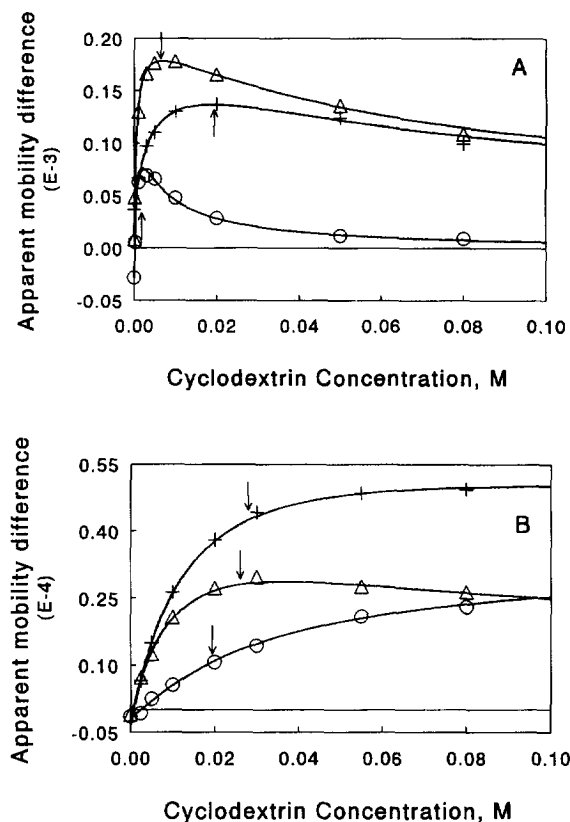 Apparent mobility difference
(E-3)
0.20
0.15
0.10
0.05
0.00
-0.05
A
0.00 0.02 0.04 0.06 0.08 0.10
Cyclodextrin Concentration, M
Apparent mobility difference
(E-4)
0.55
0.40
0.25
0.10
-0.05
B
0.00 0.02 0.04 0.06 0.08 0.10
Cyclodextrin Concentration, M